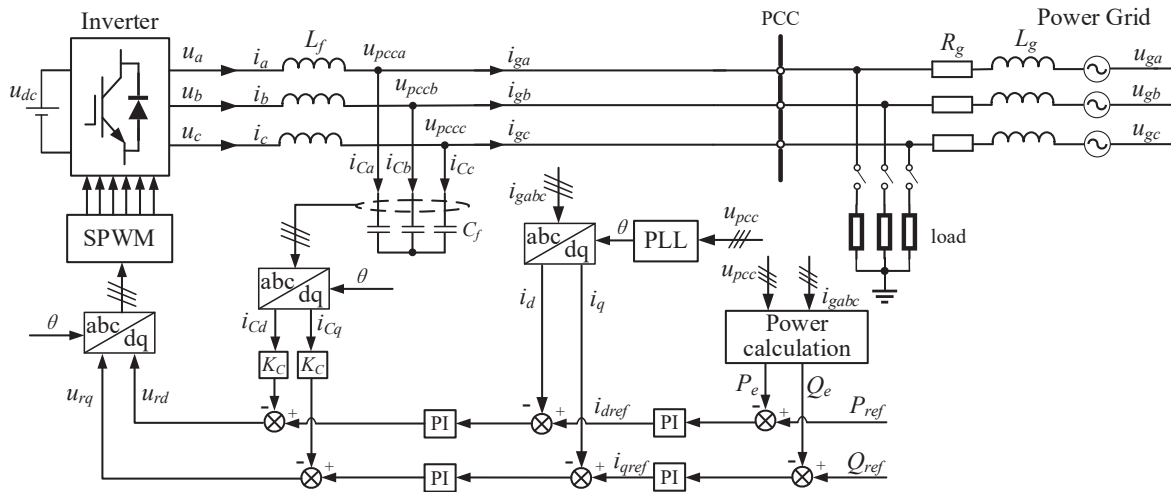 Inverter
PCC
Power Grid
u_dc
u_a
i_a
L_f
u_pcca
i_ga
R_g
L_g
u_ga
u_b
i_b
u_pccb
i_gb
u_gb
u_c
i_c
u_pccc
i_gc
u_gc
i_Ca
i_Cb
i_Cc
C_f
i_gabc
u_pcc
SPWM
abc
dq
θ
PLL
load
abc
dq
θ
u_pcc
i_gabc
θ
abc
dq
i_Cd
i_Cq
i_d
i_q
Power
calculation
K_C
K_C
P_e
Q_e
u_rq
u_rd
-
+
PI
-
+
i_dref
PI
-
+
P_ref
-
+
PI
-
+
i_qref
PI
-
+
Q_ref